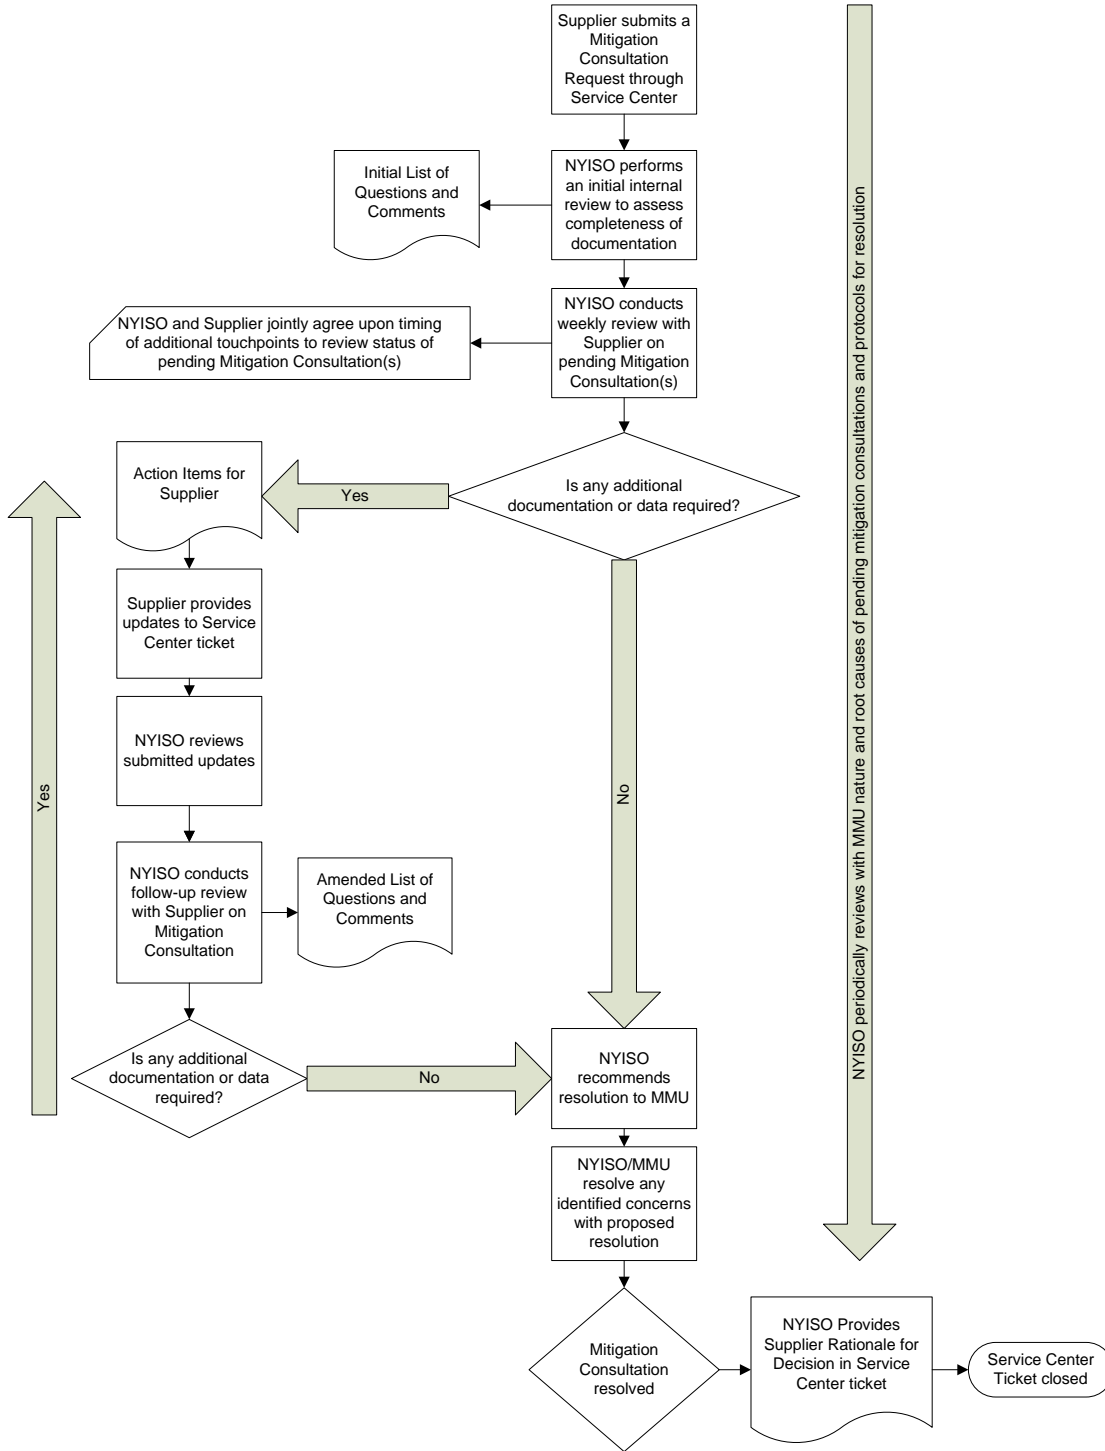 Supplier submits a
Mitigation
Consultation
Request through
Service Center
NYISO performs
an initial internal
review to assess
completeness of
documentation
Initial List of
Questions and
Comments
NYISO conducts
weekly review with
Supplier on
pending Mitigation
Consultation(s)
NYISO and Supplier jointly agree upon timing
of additional touchpoints to review status of
pending Mitigation Consultation(s)
Is any additional
documentation or data required?
Yes
Action Items for
Supplier
Supplier provides
updates to Service
Center ticket
NYISO reviews
submitted updates
NYISO conducts
follow-up review
with Supplier on
Mitigation
Consultation
Amended List of
Questions and
Comments
Is any additional
documentation or data
required?
Yes
No
No
NYISO
recommends
resolution to MMU
NYISO/MMU
resolve any
identified concerns
with proposed
resolution
Mitigation
Consultation
resolved
NYISO Provides
Supplier Rationale for
Decision in Service
Center ticket
Service Center
Ticket closed
NYISO periodically reviews with MMU nature and root causes of pending mitigation consultations and protocols for resolution